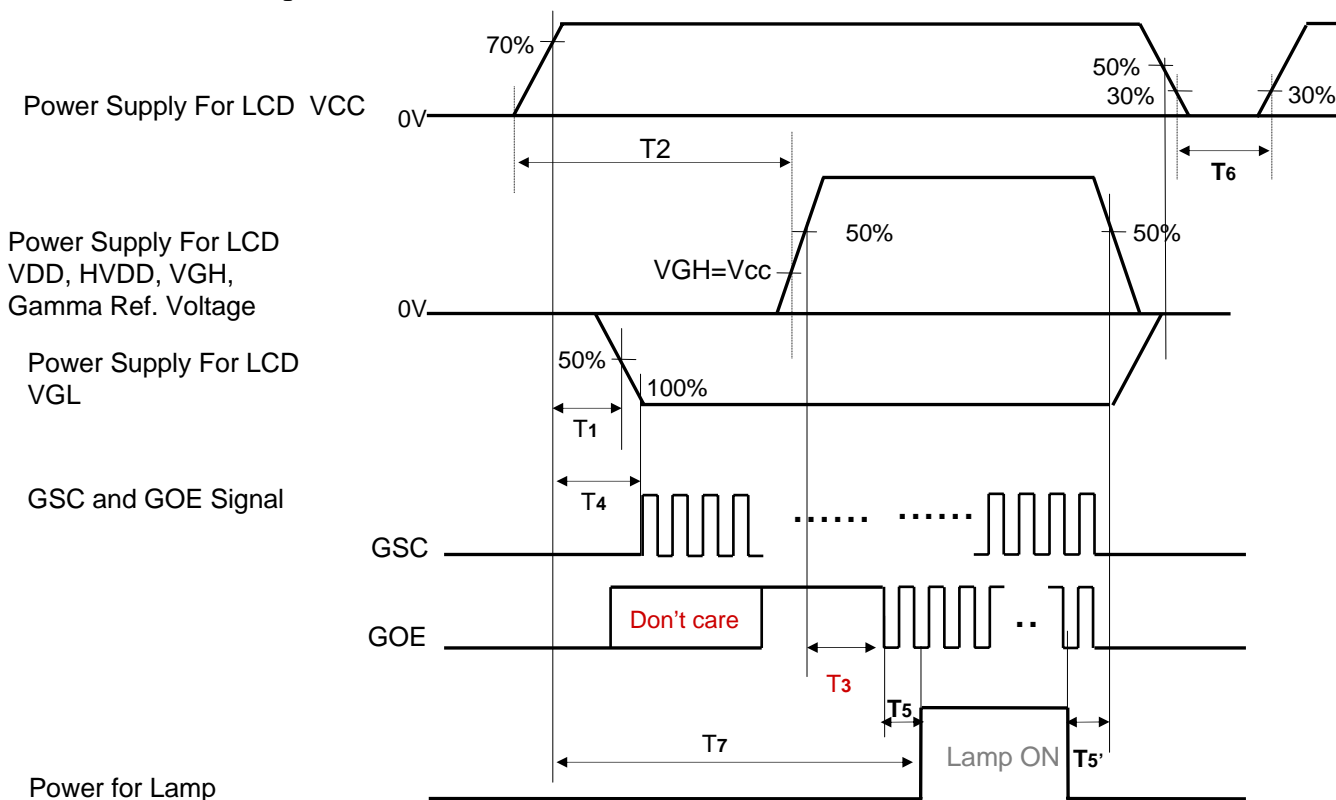 70%
50%
30%
30%
Power Supply For LCD VCC
0V
T2
T6
Power Supply For LCD
VDD, HVDD, VGH,
Gamma Ref. Voltage
50%
50%
VGH=Vcc
0V
Power Supply For LCD
VGL
50%
100%
T1
GSC and GOE Signal
T4
......
......
GSC
Don't care
..
GOE
T3
T5
T7
Lamp ON
T5'
Power for Lamp